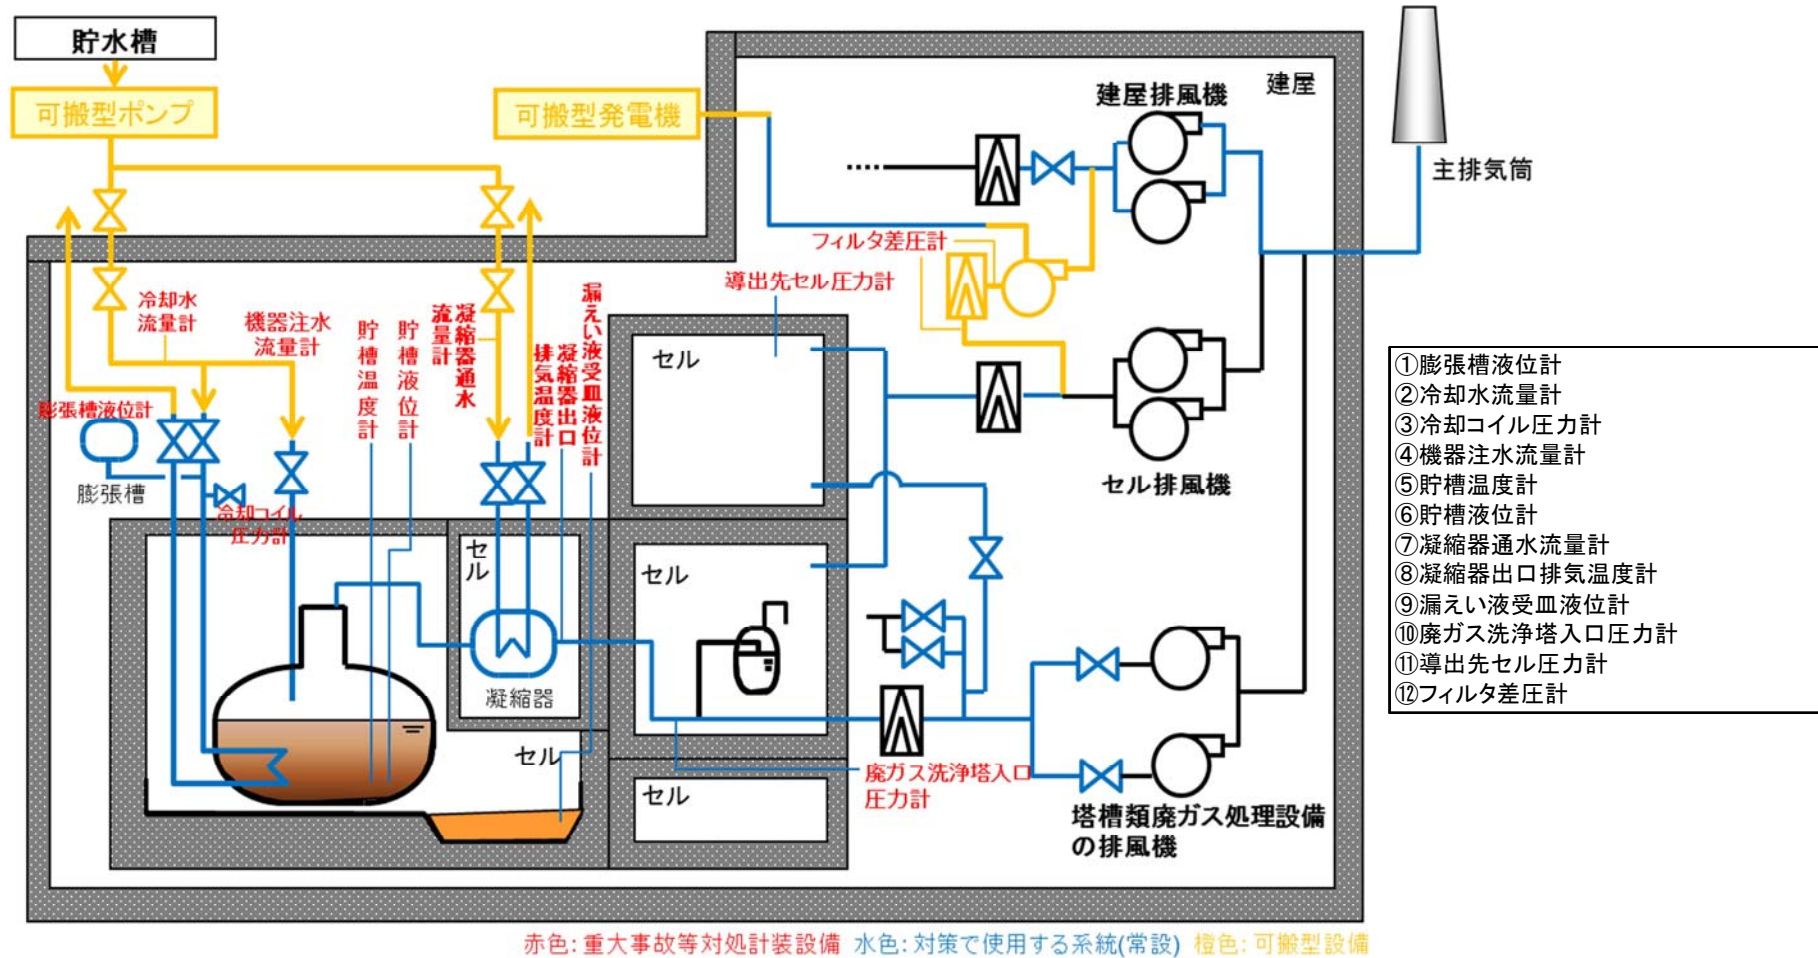 貯水槽
可搬型ポンプ
可搬型発電機
建屋
建屋排風機
主排気筒
フィルタ差圧計
導出先セル圧力計
冷却水
流量計
機器注水
流量計
貯槽温度計
貯槽液位計
凝縮器通水
流量計
凝縮器出口
排気温度計
漏えい液受皿液位計
膨張槽液位計
膨張槽
冷却コイル
圧力計
セル
セル
セル
セル
セル
凝縮器
セル排風機
廃ガス洗浄塔入口
圧力計
塔槽類廃ガス処理設備
の排風機
①膨張槽液位計
②冷却水流量計
③冷却コイル圧力計
④機器注水流量計
⑤貯槽温度計
⑥貯槽液位計
⑦凝縮器通水流量計
⑧凝縮器出口排気温度計
⑨漏えい液受皿液位計
⑩廃ガス洗浄塔入口圧力計
⑪導出先セル圧力計
⑫フィルタ差圧計
赤色：重大事故等対処計装設備 水色：対策で使用する系統(常設) 橙色：可搬型設備